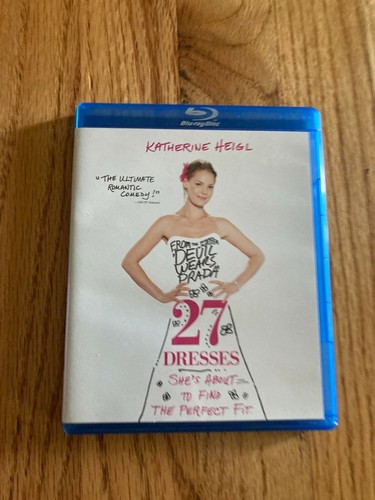 Blu-ray Disc
KATHERINE HEIGL
"THE ULTIMATE
ROMANTIC
COMEDY!"
FROM THE
DEVIL
WEARS
PRADA
27
DRESSES
SHE'S ABOUT
TO FIND
THE PERFECT FIT